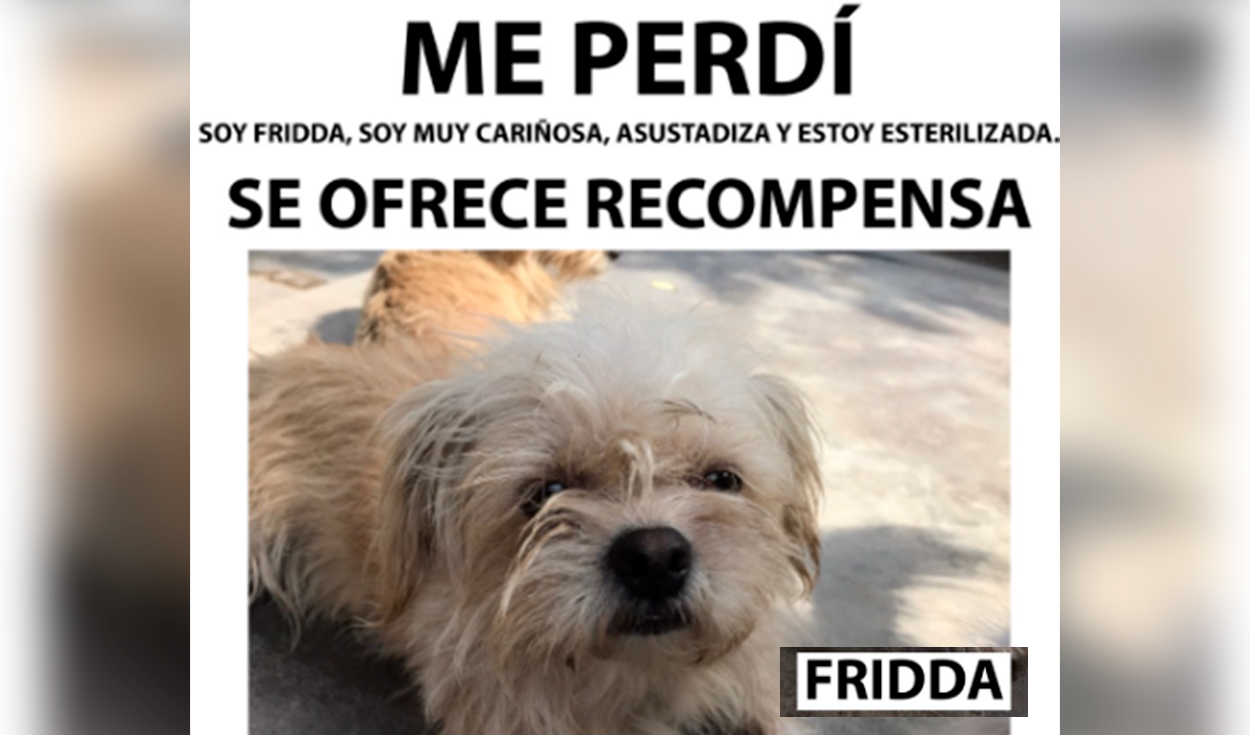 ME PERDÍ
SOY FRIDDA, SOY MUY CARIÑOSA, ASUSTADIZA Y ESTOY ESTERILIZADA.
SE OFRECE RECOMPENSA
FRIDDA